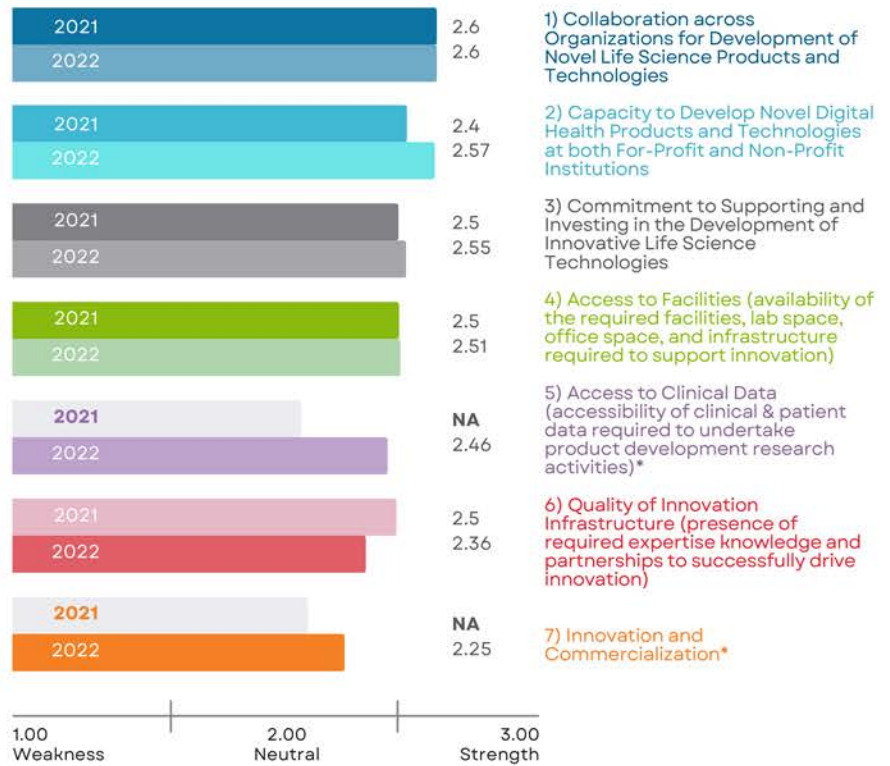 2021
2022
2.6
2.6
1) Collaboration across
Organizations for Development of
Novel Life Science Products and
Technologies
2021
2022
2.4
2.57
2) Capacity to Develop Novel Digital
Health Products and Technologies
at both For-Profit and Non-Profit
Institutions
2021
2022
2.5
2.55
3) Commitment to Supporting and
Investing in the Development of
Innovative Life Science
Technologies
2021
2022
2.5
2.51
4) Access to Facilities (availability of
the required facilities, lab space,
office space, and infrastructure
required to support innovation)
2021
2022
NA
2.46
5) Access to Clinical Data
(accessibility of clinical & patient
data required to undertake
product development research
activities)*
2021
2022
2.5
2.36
6) Quality of Innovation
Infrastructure (presence of
required expertise knowledge and
partnerships to successfully drive
innovation)
2021
2022
NA
2.25
7) Innovation and
Commercialization*
1.00 2.00 3.00
Weakness Neutral Strength